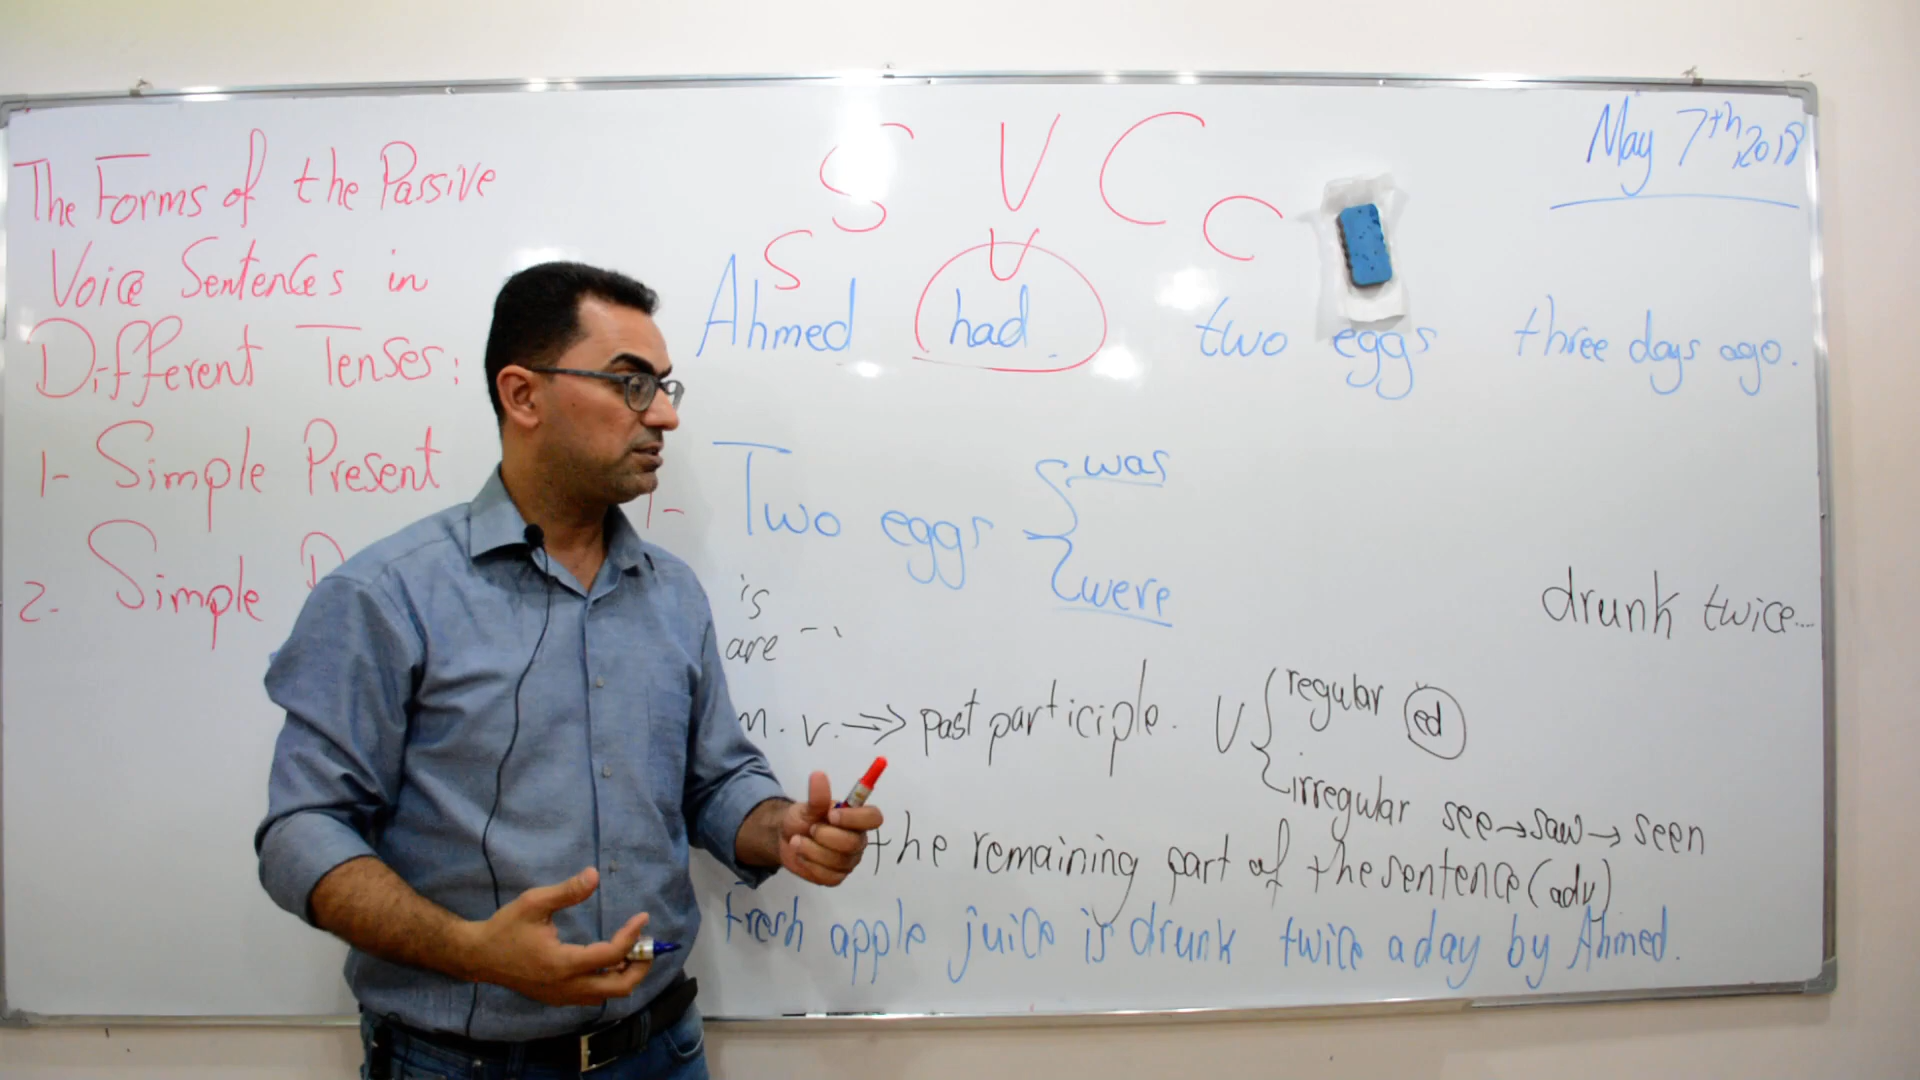 The Forms of the Passive
Voice Sentences in
Different Tenses:
1- Simple Present
2- Simple
May 7th, 2018
S V C
S V C
Ahmed had two eggs three days ago.
1-
Two eggs { was
were
is
are
drunk twice....
m. v. => past participle. V { regular ed
irregular see→saw→seen
the remaining part of the sentence (adv)
Fresh apple juice is drunk twice a day by Ahmed.